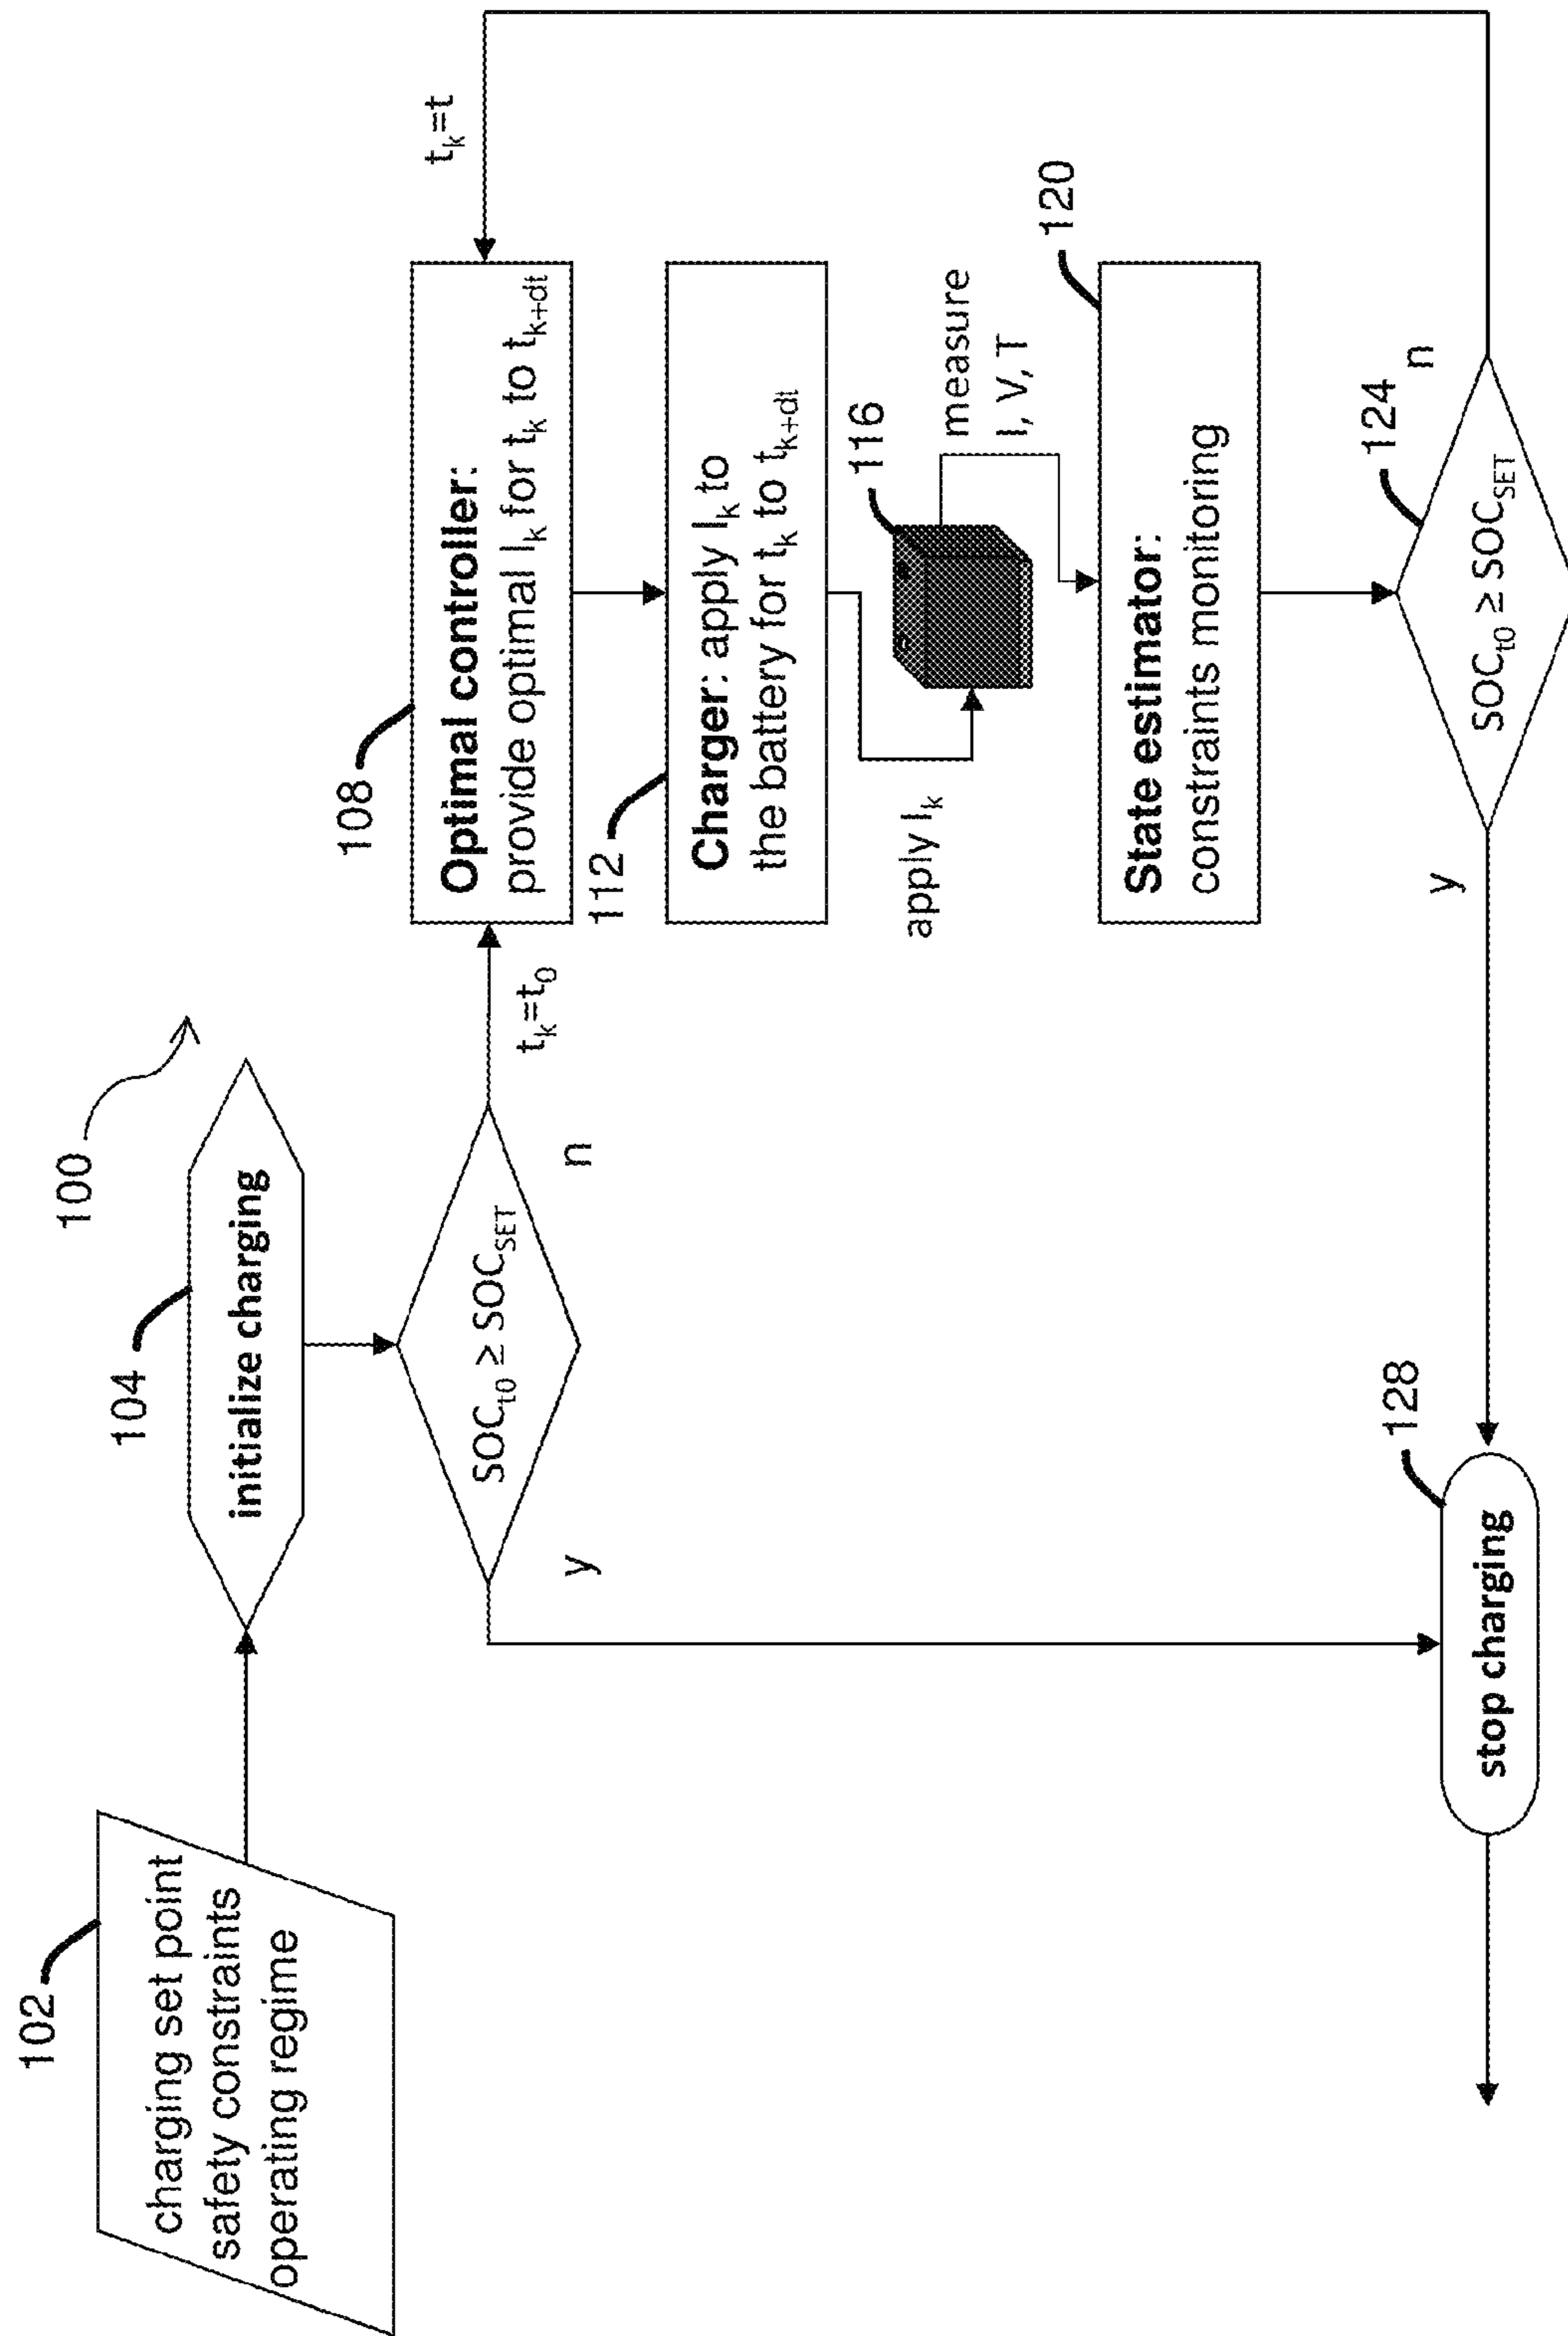 100
102
charging set point
safety constraints
operating regime
104
initialize charging
SOC_t0 ≥ SOC_SET
y
n
t_k=t_0
108
Optimal controller:
provide optimal I_k for t_k to t_k+dt
t_k=t
112
Charger: apply I_k to
the battery for t_k to t_k+dt
apply I_k
116
measure
I, V, T
120
State estimator:
constraints monitoring
124
SOC_t0 ≥ SOC_SET
y
n
128
stop charging